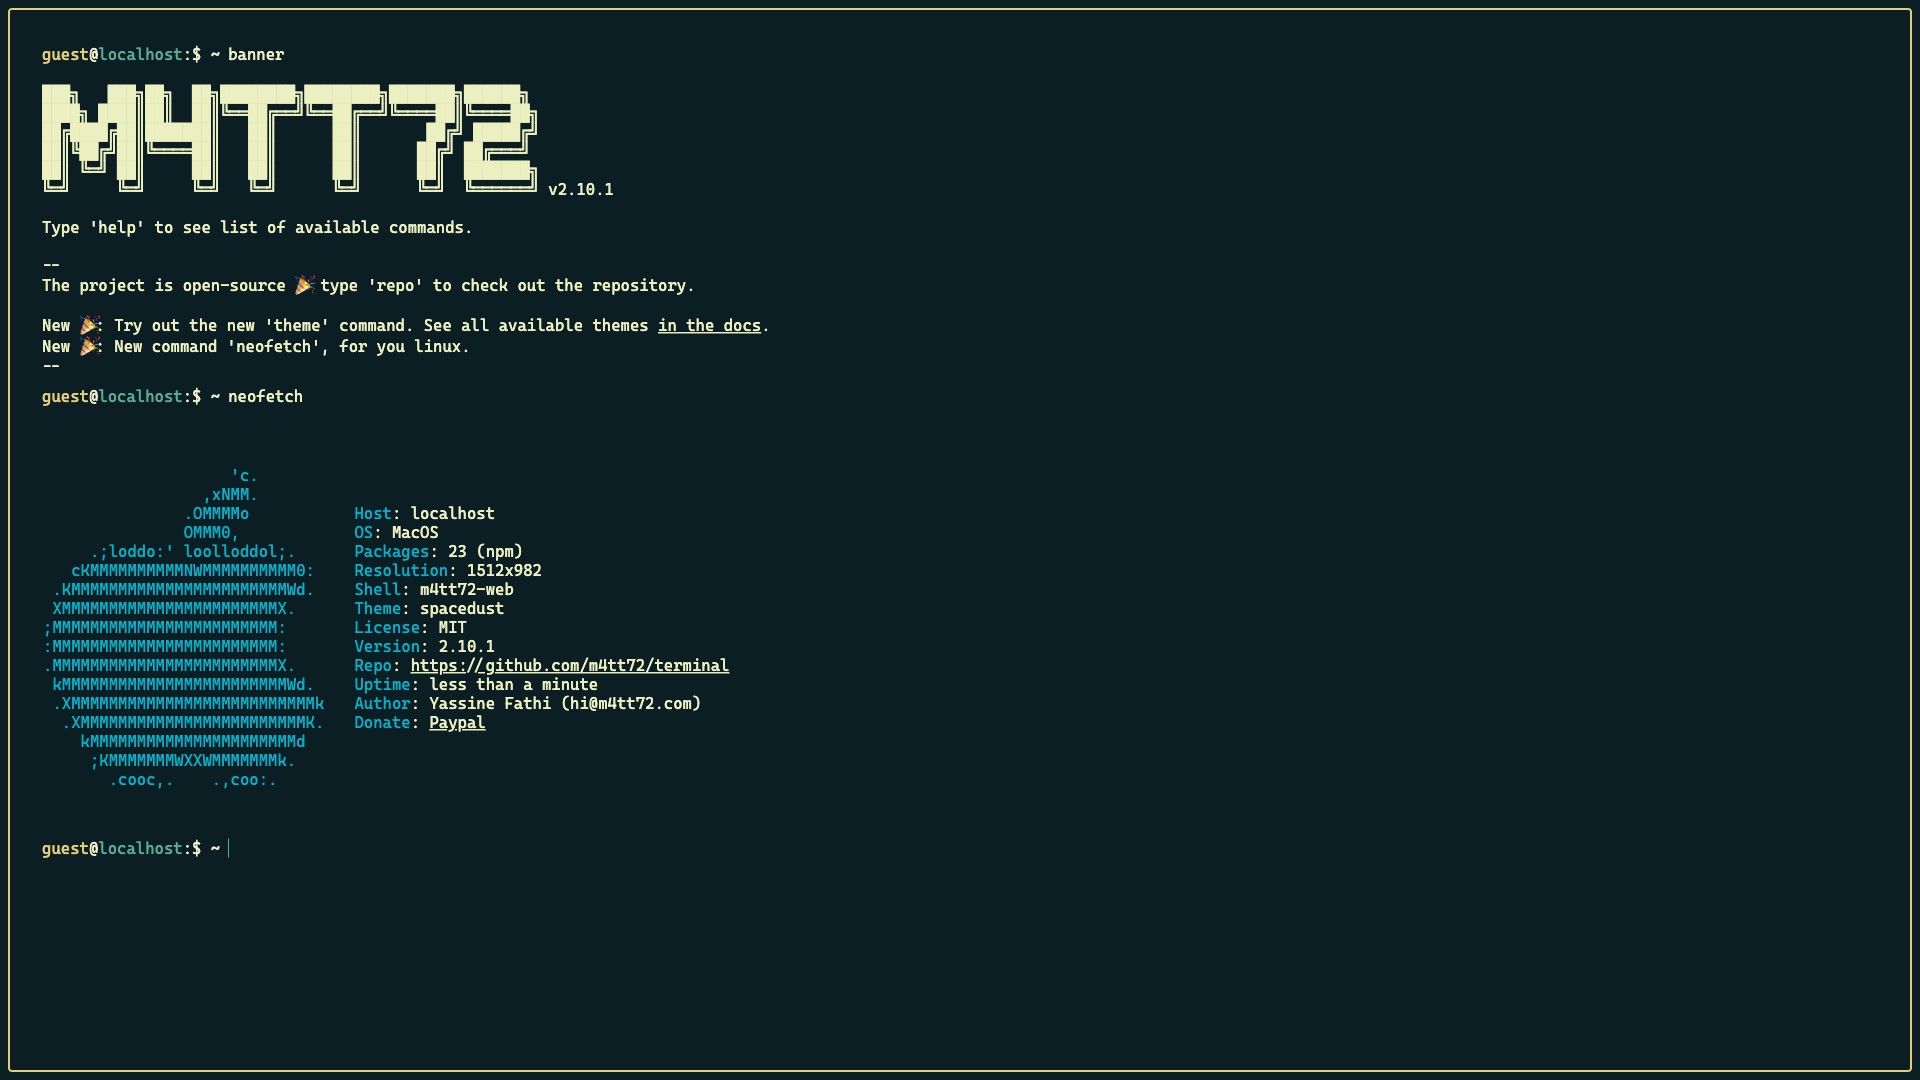 guest@localhost:$ ~ banner
M4TT72 v2.10.1
Type 'help' to see list of available commands.
--
The project is open-source 🎉 type 'repo' to check out the repository.
New 🎉: Try out the new 'theme' command. See all available themes in the docs.
New 🎉: New command 'neofetch', for you linux.
--
guest@localhost:$ ~ neofetch
'c.
,xNMM.
.OMMMMo Host: localhost
OMMM0, OS: MacOS
.;loddo:' loolloddol;. Packages: 23 (npm)
cKMMMMMMMMMMNWMMMMMMMMMM0: Resolution: 1512x982
.KMMMMMMMMMMMMMMMMMMMMMMMWd. Shell: m4tt72-web
XMMMMMMMMMMMMMMMMMMMMMMMX. Theme: spacedust
;MMMMMMMMMMMMMMMMMMMMMMMM: License: MIT
:MMMMMMMMMMMMMMMMMMMMMMMM: Version: 2.10.1
.MMMMMMMMMMMMMMMMMMMMMMMMX. Repo: https://github.com/m4tt72/terminal
kMMMMMMMMMMMMMMMMMMMMMMMMWd. Uptime: less than a minute
.XMMMMMMMMMMMMMMMMMMMMMMMMMMk Author: Yassine Fathi (hi@m4tt72.com)
.XMMMMMMMMMMMMMMMMMMMMMMMMK. Donate: Paypal
kMMMMMMMMMMMMMMMMMMMMMMd
;KMMMMMMMWXXWMMMMMMMk.
.cooc,. .,coo:.
guest@localhost:$ ~